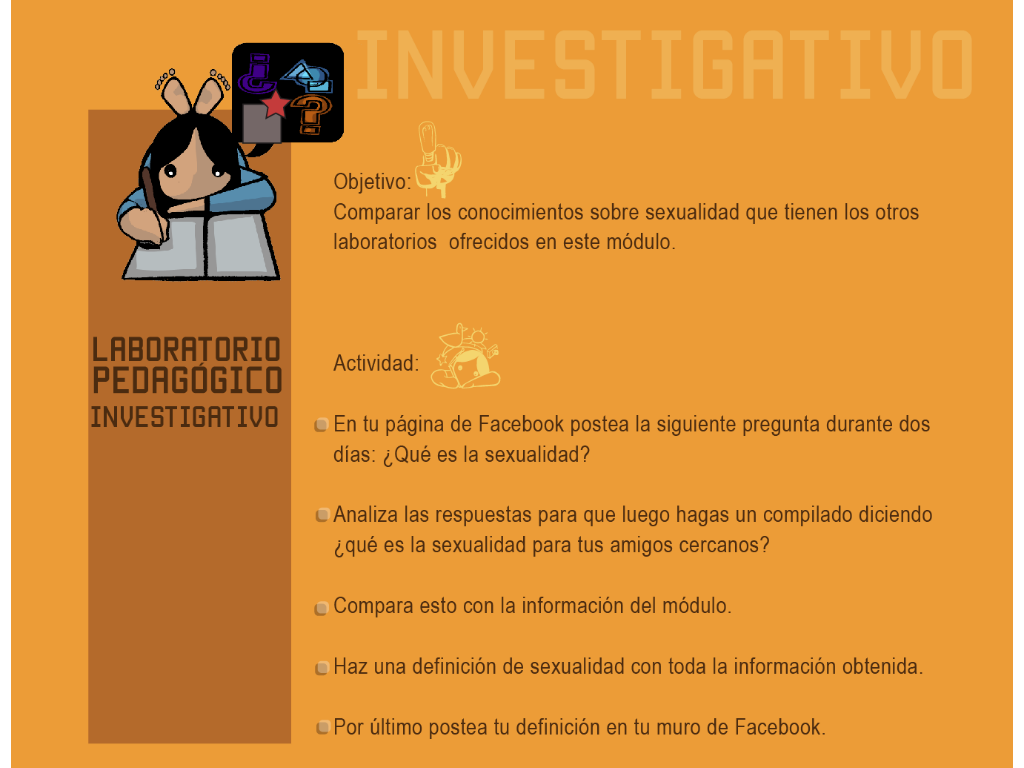 INVESTIGATIVO
¿
?
Objetivo:
Comparar los conocimientos sobre sexualidad que tienen los otros
laboratorios ofrecidos en este módulo.
LABORATORIO
PEDAGÓGICO
INVESTIGATIVO
Actividad:
En tu página de Facebook postea la siguiente pregunta durante dos
días: ¿Qué es la sexualidad?
Analiza las respuestas para que luego hagas un compilado diciendo
¿qué es la sexualidad para tus amigos cercanos?
Compara esto con la información del módulo.
Haz una definición de sexualidad con toda la información obtenida.
Por último postea tu definición en tu muro de Facebook.